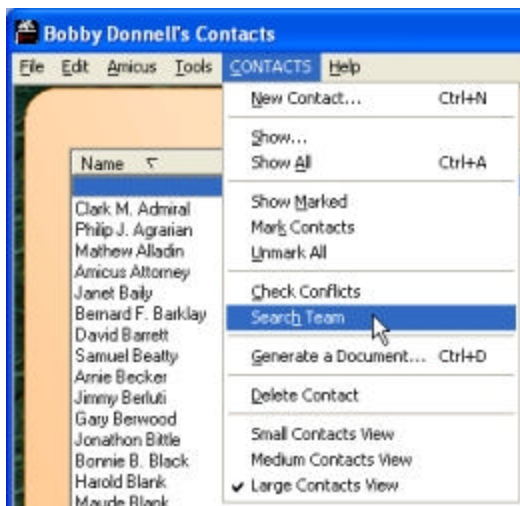 Bobby Donnell's Contacts
File Edit Amicus Tools CONTACTS Help
New Contact... Ctrl+N
Show...
Show All Ctrl+A
Show Marked
Mark Contacts
Unmark All
Check Conflicts
Search Team
Generate a Document... Ctrl+D
Delete Contact
Small Contacts View
Medium Contacts View
Large Contacts View
Name
Clark M. Admiral
Philip J. Agrarian
Mathew Alladin
Amicus Attorney
Janet Baily
Bernard F. Barklay
David Barrett
Samuel Beatty
Arnie Becker
Jimmy Berluti
Gary Berwood
Jonathon Bittle
Bonnie B. Black
Harold Blank
Maude Blank